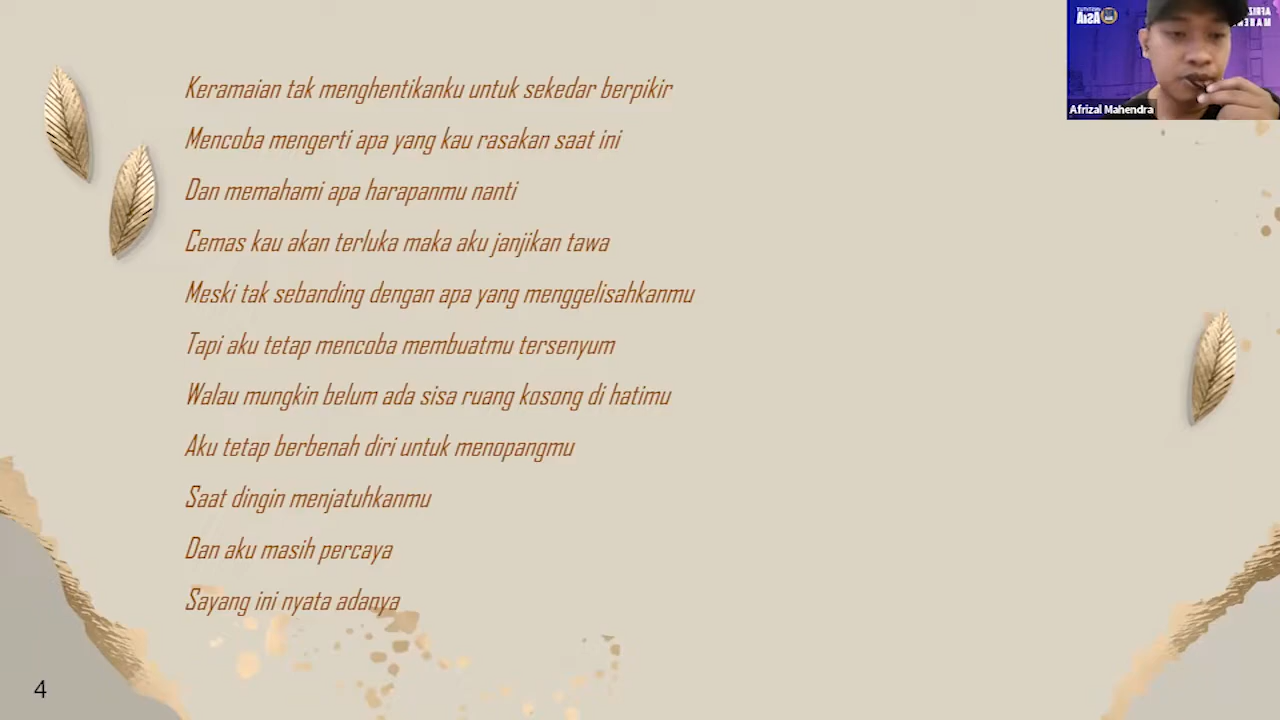 Keramaian tak menghentikanku untuk sekedar berpikir
Mencoba mengerti apa yang kau rasakan saat ini
Dan memahami apa harapanmu nanti
Cemas kau akan terluka maka aku janjikan tawa
Meski tak sebanding dengan apa yang menggelisahkanmu
Tapi aku tetap mencoba membuatmu tersenyum
Walau mungkin belum ada sisa ruang kosong di hatimu
Aku tetap berbenah diri untuk menopangmu
Saat dingin menjatuhkanmu
Dan aku masih percaya
Sayang ini nyata adanya
4
ASIA
Afrizal Mahendra